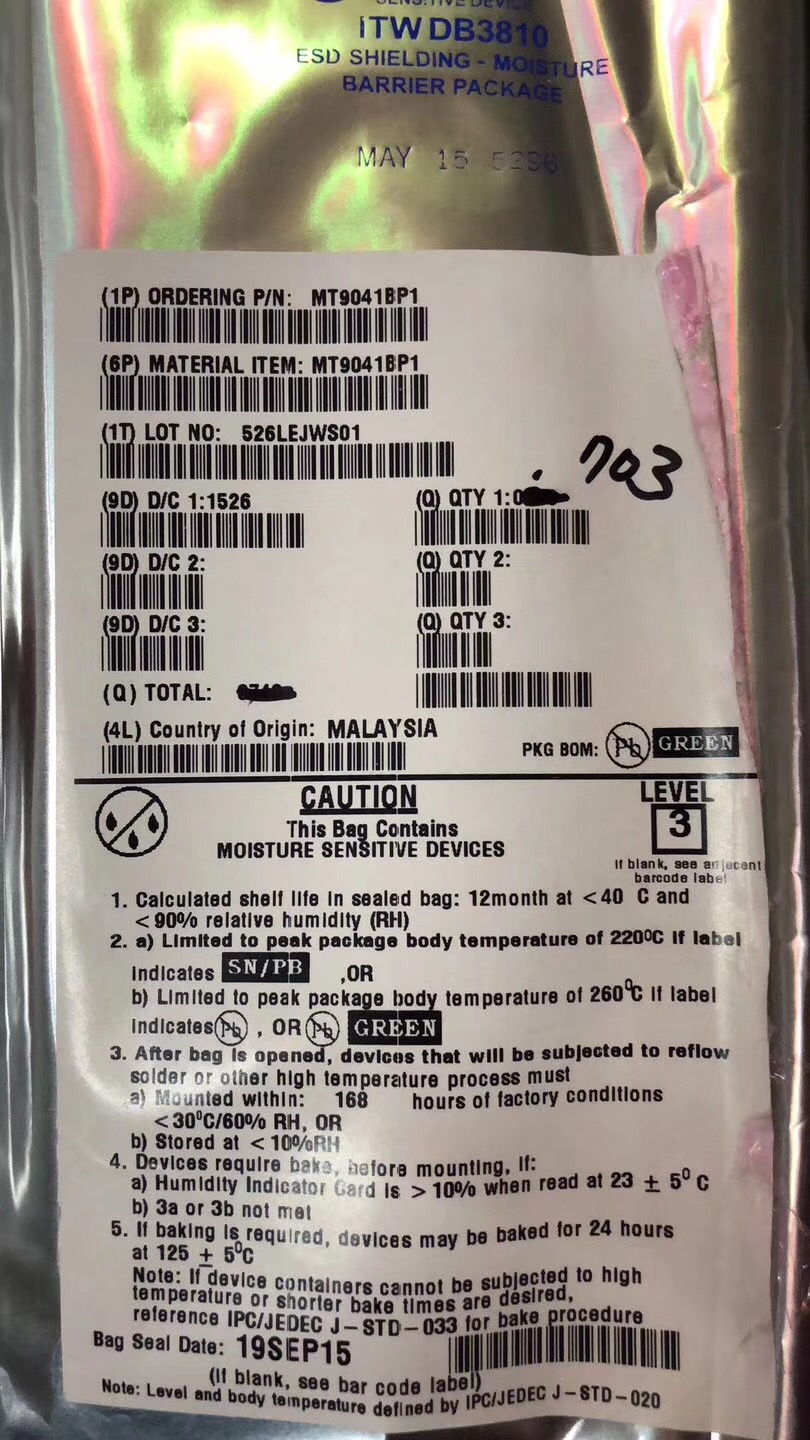 SENSITIVE DEVICE
ITW DB3810
ESD SHIELDING - MOISTURE
BARRIER PACKAGE
MAY 15
(1P) ORDERING P/N: MT9041BP1
(6P) MATERIAL ITEM: MT9041BP1
(1T) LOT NO: 526LEJWS01
703
(9D) D/C 1:1526 (Q) QTY 1:0
(9D) D/C 2: (Q) QTY 2:
(9D) D/C 3: (Q) QTY 3:
(Q) TOTAL:
(4L) Country of Origin: MALAYSIA
PKG BOM: Pb GREEN
CAUTION
This Bag Contains
MOISTURE SENSITIVE DEVICES
LEVEL
3
If blank, see adjacent
barcode label
1. Calculated shelf life in sealed bag: 12month at <40 C and
<90% relative humidity (RH)
2. a) Limited to peak package body temperature of 220ºC if label
indicates SN/PB ,OR
b) Limited to peak package body temperature of 260ºC if label
indicates Pb , OR Pb GREEN
3. After bag is opened, devices that will be subjected to reflow
solder or other high temperature process must
a) Mounted within: 168 hours of factory conditions
<30ºC/60% RH, OR
b) Stored at <10%RH
4. Devices require bake, before mounting, if:
a) Humidity Indicator Card is >10% when read at 23 ± 5º C
b) 3a or 3b not met
5. If baking is required, devices may be baked for 24 hours
at 125 ± 5ºC
Note: If device containers cannot be subjected to high
temperature or shorter bake times are desired,
reference IPC/JEDEC J-STD-033 for bake procedure
Bag Seal Date: 19SEP15
(If blank, see bar code label)
Note: Level and body temperature defined by IPC/JEDEC J-STD-020